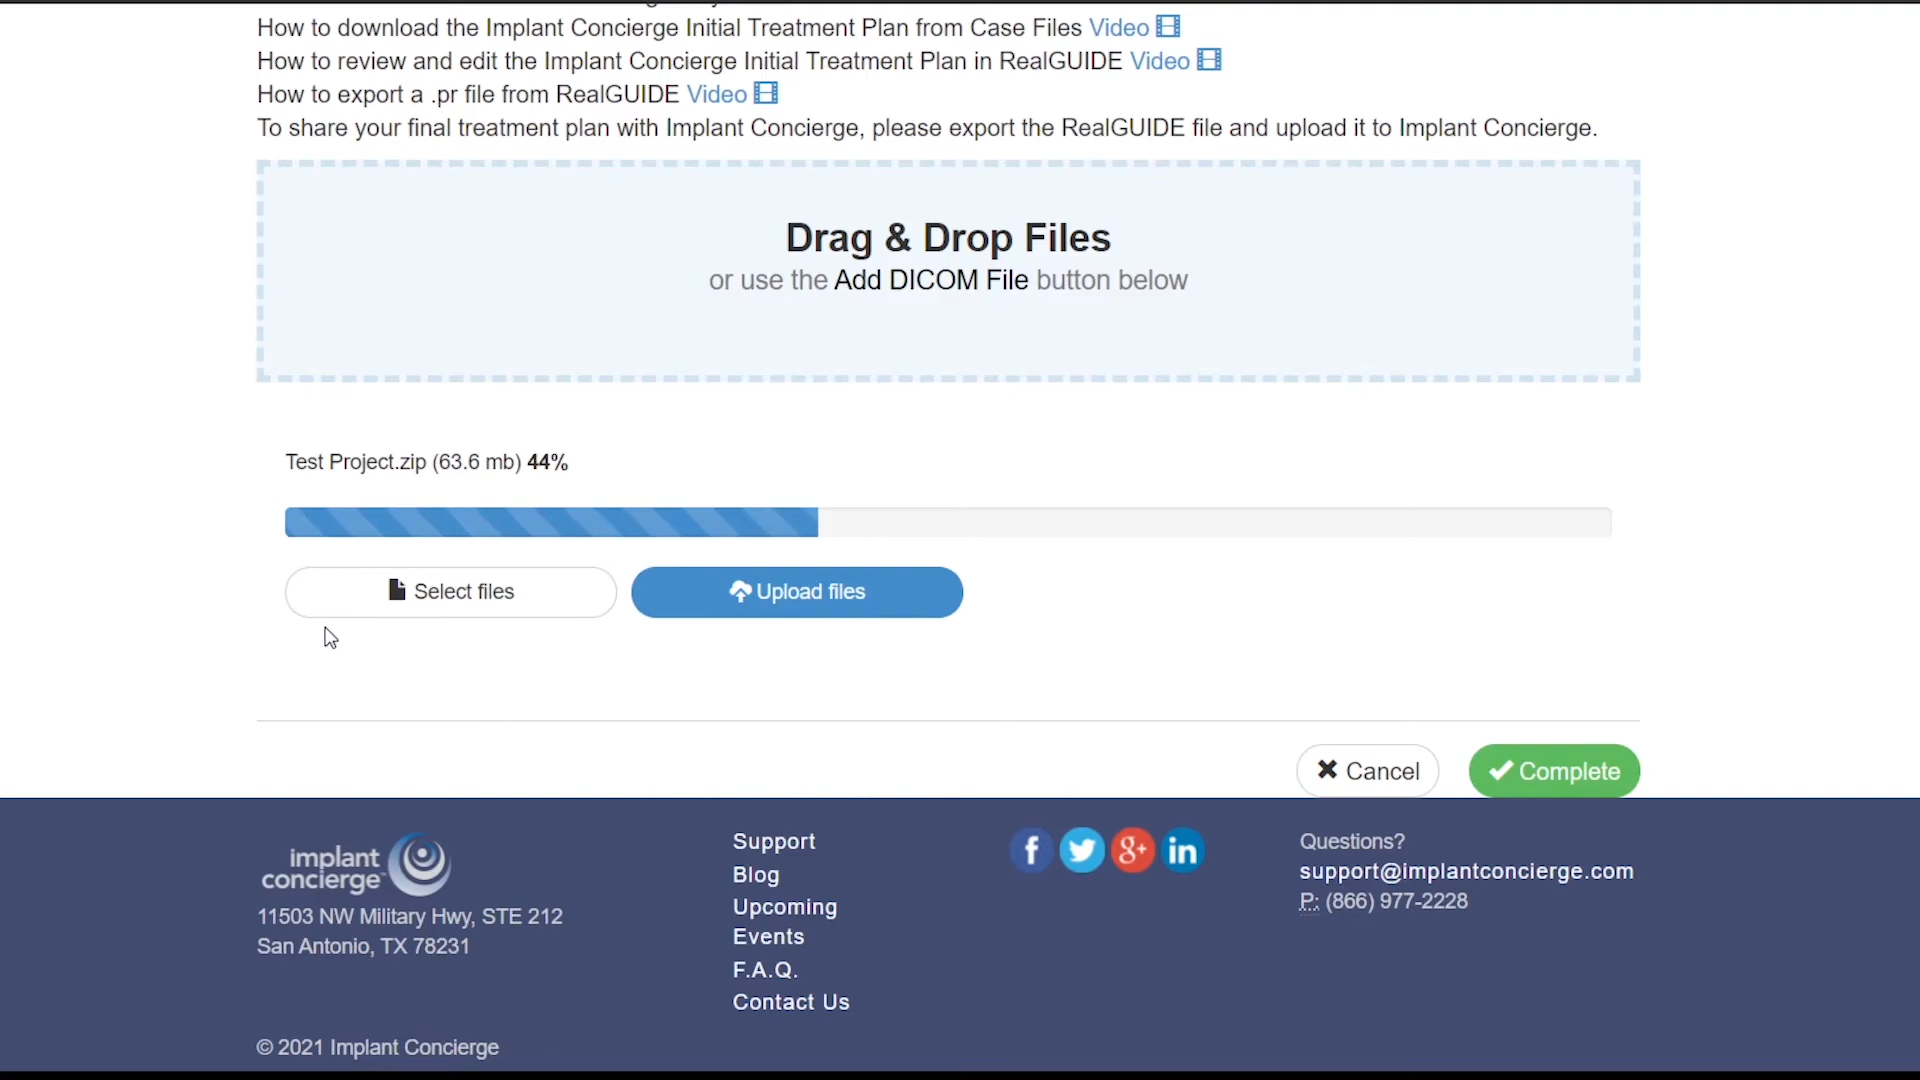 How to download the Implant Concierge Initial Treatment Plan from Case Files Video
How to review and edit the Implant Concierge Initial Treatment Plan in RealGUIDE Video
How to export a .pr file from RealGUIDE Video
To share your final treatment plan with Implant Concierge, please export the RealGUIDE file and upload it to Implant Concierge.
Drag & Drop Files
or use the Add DICOM File button below
Test Project.zip (63.6 mb) 44%
Select files
Upload files
Cancel
Complete
implant
concierge™
11503 NW Military Hwy, STE 212
San Antonio, TX 78231
© 2021 Implant Concierge
Support
Blog
Upcoming
Events
F.A.Q.
Contact Us
f
g+
in
Questions?
support@implantconcierge.com
P: (866) 977-2228